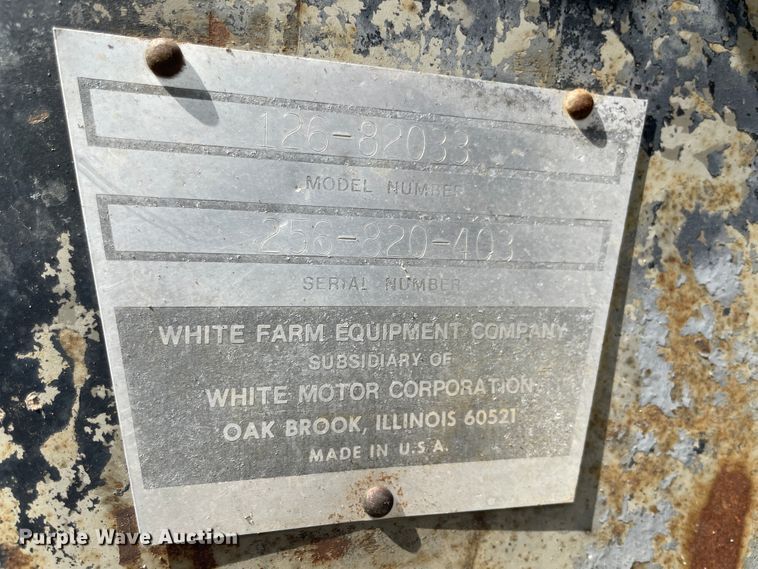 126-82033
MODEL NUMBER
256-820-403
SERIAL NUMBER
WHITE FARM EQUIPMENT COMPANY
SUBSIDIARY OF
WHITE MOTOR CORPORATION
OAK BROOK, ILLINOIS 60521
MADE IN U.S.A.
Purple Wave Auction